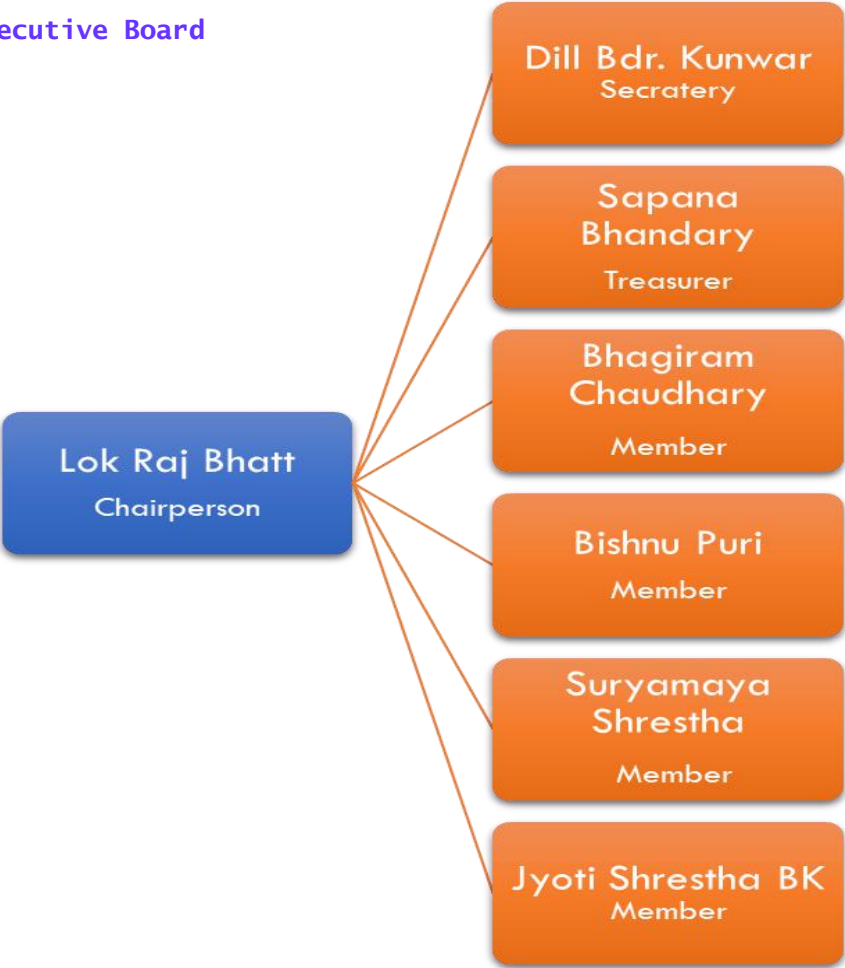 ecutive Board
Dill Bdr. Kunwar
Secratery
Sapana
Bhandary
Treasurer
Bhagiram
Chaudhary
Member
Lok Raj Bhatt
Chairperson
Bishnu Puri
Member
Suryamaya
Shrestha
Member
Jyoti Shrestha BK
Member